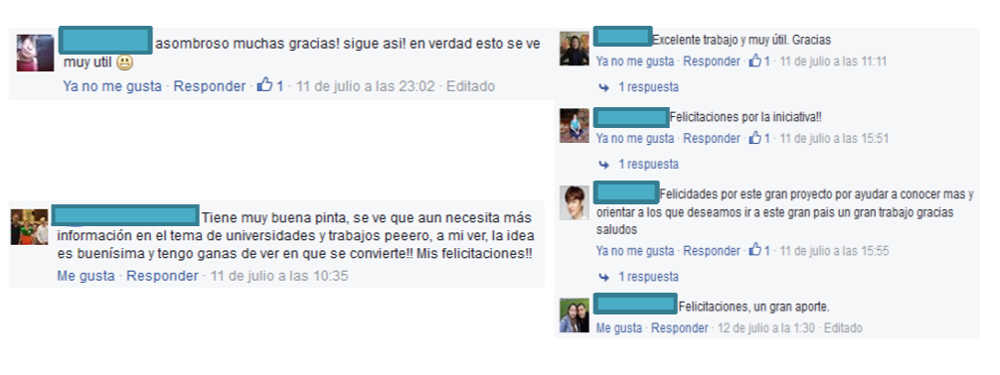 asombroso muchas gracias! sigue asi! en verdad esto se ve
muy util
Ya no me gusta · Responder · 1 · 11 de julio a las 23:02 · Editado
Tiene muy buena pinta, se ve que aun necesita más
información en el tema de universidades y trabajos peeero, a mi ver, la idea
es buenísima y tengo ganas de ver en que se convierte!! Mis felicitaciones!!
Me gusta · Responder · 11 de julio a las 10:35
Excelente trabajo y muy útil. Gracias
Ya no me gusta · Responder · 1 · 11 de julio a las 11:11
1 respuesta
Felicitaciones por la iniciativa!!
Ya no me gusta · Responder · 1 · 11 de julio a las 15:51
1 respuesta
Felicidades por este gran proyecto por ayudar a conocer mas y
orientar a los que deseamos ir a este gran pais un gran trabajo gracias
saludos
Ya no me gusta · Responder · 1 · 11 de julio a las 15:55
1 respuesta
Felicitaciones, un gran aporte.
Me gusta · Responder · 12 de julio a la 1:30 · Editado